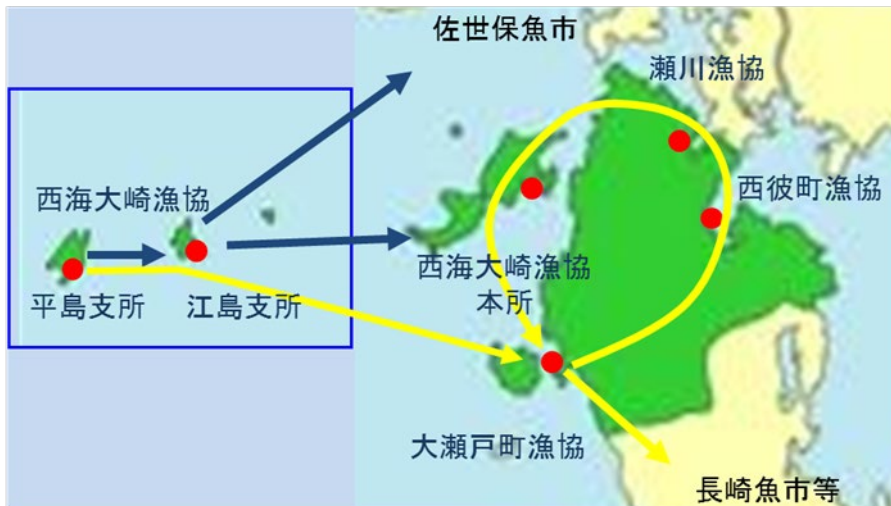 佐世保魚市
瀬川漁協
西海大崎漁協
西彼町漁協
平島支所
江島支所
西海大崎漁協
本所
大瀬戸町漁協
長崎魚市等